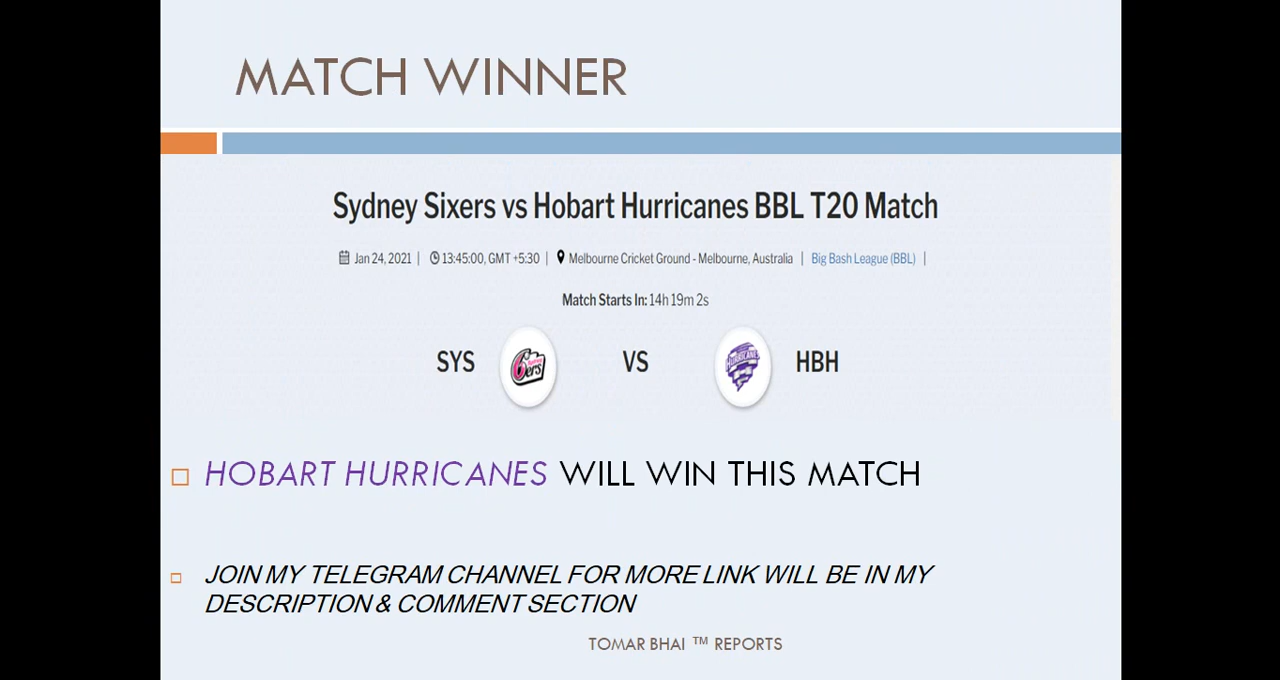 MATCH WINNER
Sydney Sixers vs Hobart Hurricanes BBL T20 Match
Jan 24, 2021 | 13:45:00, GMT +5:30 | Melbourne Cricket Ground - Melbourne, Australia | Big Bash League (BBL) |
Match Starts In: 14h 19m 2s
SYS 6ers VS HURRICANES HBH
HOBART HURRICANES WILL WIN THIS MATCH
JOIN MY TELEGRAM CHANNEL FOR MORE LINK WILL BE IN MY
DESCRIPTION & COMMENT SECTION
TOMAR BHAI ™ REPORTS